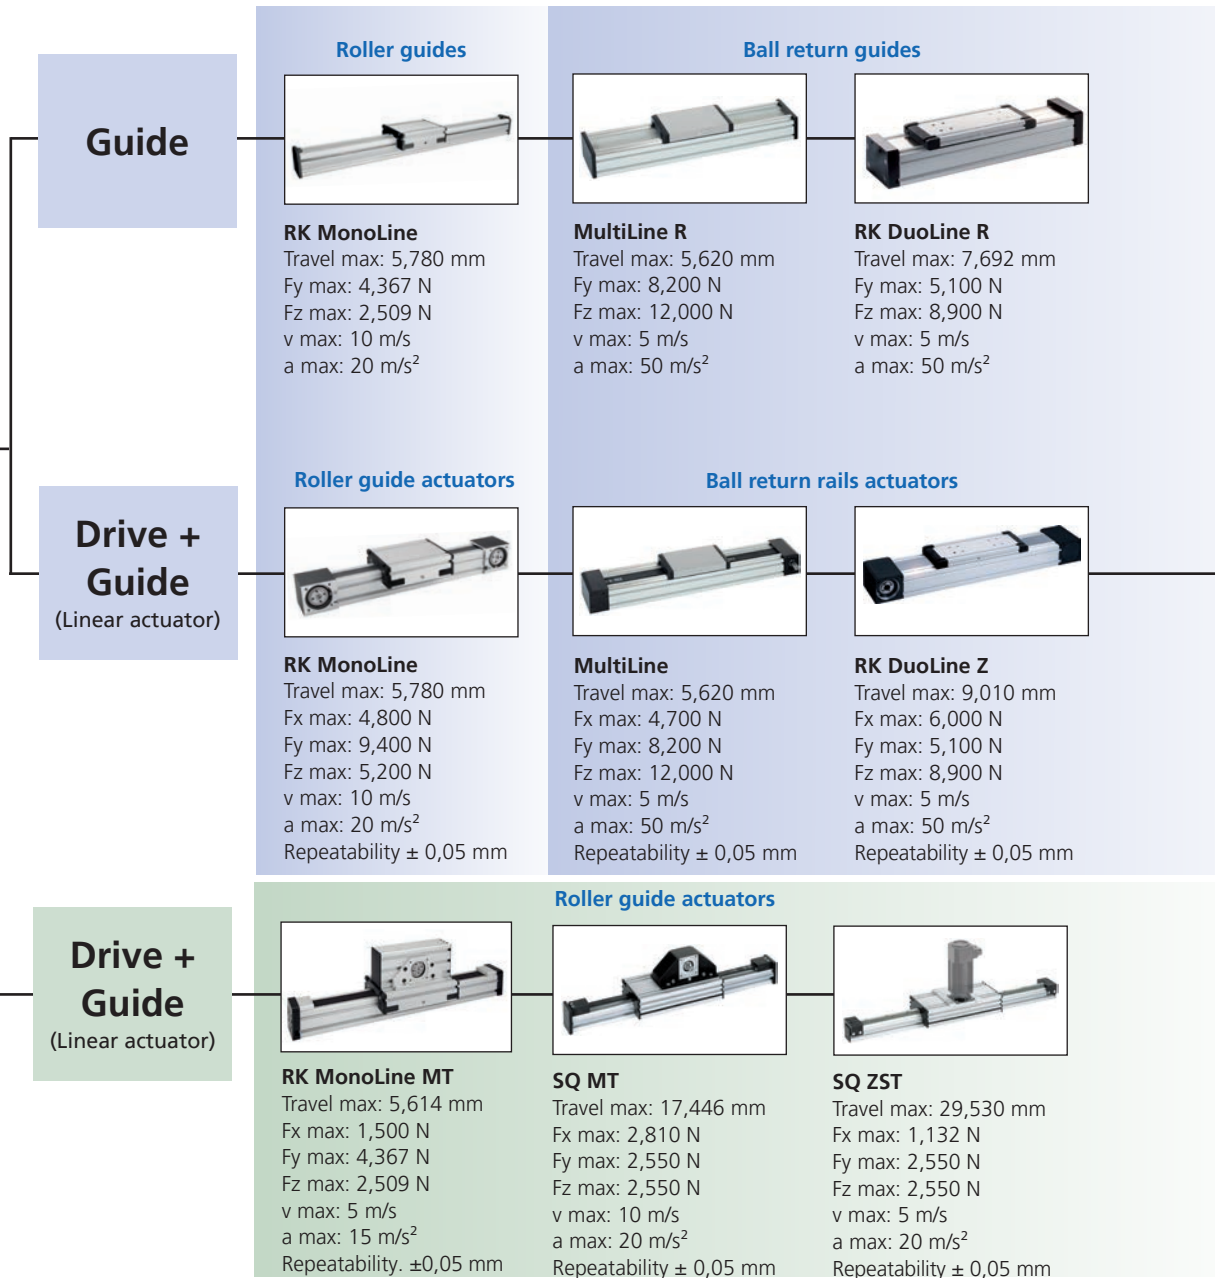 Roller guides
Ball return guides
Guide
RK MonoLine
Travel max: 5,780 mm
Fy max: 4,367 N
Fz max: 2,509 N
v max: 10 m/s
a max: 20 m/s²
MultiLine R
Travel max: 5,620 mm
Fy max: 8,200 N
Fz max: 12,000 N
v max: 5 m/s
a max: 50 m/s²
RK DuoLine R
Travel max: 7,692 mm
Fy max: 5,100 N
Fz max: 8,900 N
v max: 5 m/s
a max: 50 m/s²
Roller guide actuators
Ball return rails actuators
Drive +
Guide
(Linear actuator)
RK MonoLine
Travel max: 5,780 mm
Fx max: 4,800 N
Fy max: 9,400 N
Fz max: 5,200 N
v max: 10 m/s
a max: 20 m/s²
Repeatability ± 0,05 mm
MultiLine
Travel max: 5,620 mm
Fx max: 4,700 N
Fy max: 8,200 N
Fz max: 12,000 N
v max: 5 m/s
a max: 50 m/s²
Repeatability ± 0,05 mm
RK DuoLine Z
Travel max: 9,010 mm
Fx max: 6,000 N
Fy max: 5,100 N
Fz max: 8,900 N
v max: 5 m/s
a max: 50 m/s²
Repeatability ± 0,05 mm
Roller guide actuators
Drive +
Guide
(Linear actuator)
RK MonoLine MT
Travel max: 5,614 mm
Fx max: 1,500 N
Fy max: 4,367 N
Fz max: 2,509 N
v max: 5 m/s
a max: 15 m/s²
Repeatability. ±0,05 mm
SQ MT
Travel max: 17,446 mm
Fx max: 2,810 N
Fy max: 2,550 N
Fz max: 2,550 N
v max: 10 m/s
a max: 20 m/s²
Repeatability ± 0,05 mm
SQ ZST
Travel max: 29,530 mm
Fx max: 1,132 N
Fy max: 2,550 N
Fz max: 2,550 N
v max: 5 m/s
a max: 20 m/s²
Repeatability ± 0,05 mm